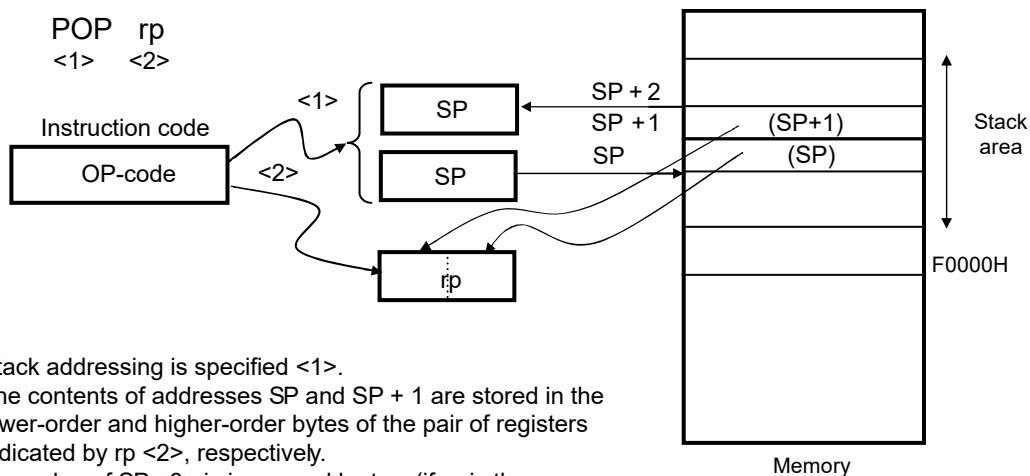 POP rp
<1> <2>
Instruction code
OP-code
<1>
<2>
SP
SP
rp
SP + 2
SP + 1
SP
(SP+1)
(SP)
Stack
area
F0000H
Memory
tack addressing is specified <1>.
he contents of addresses SP and SP + 1 are stored in the
wer-order and higher-order bytes of the pair of registers
dicated by rp <2>, respectively.